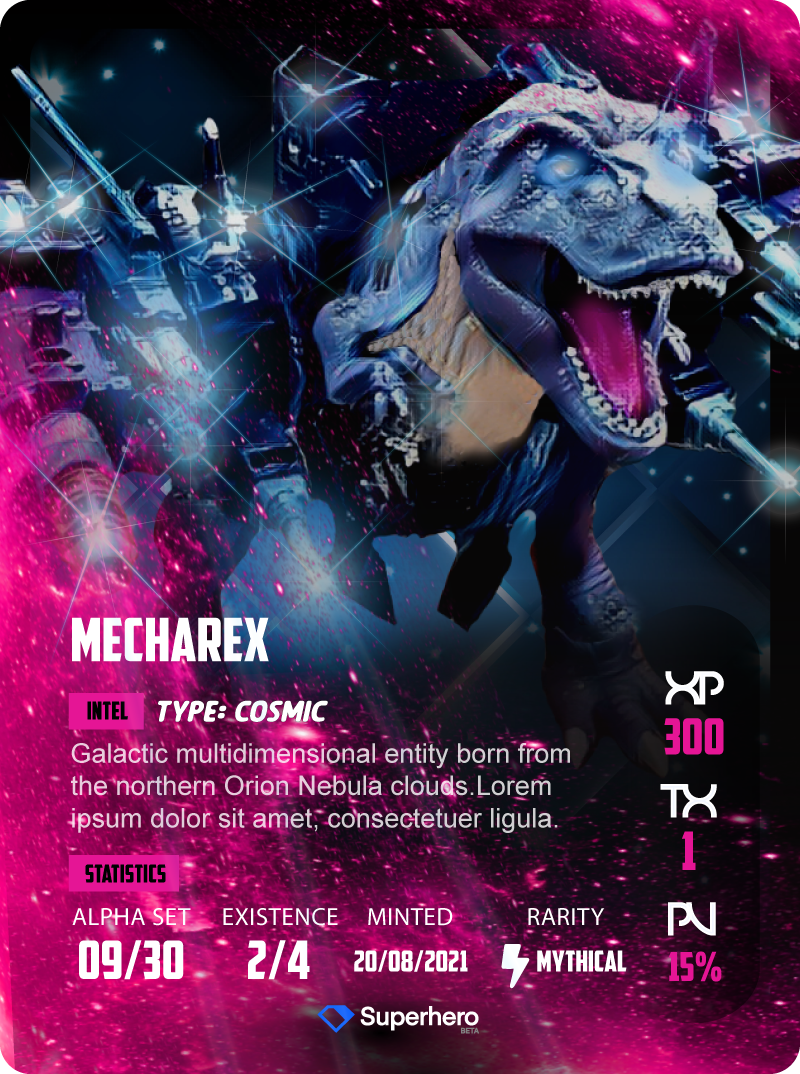 MECHAREX
INTEL TYPE: COSMIC
Galactic multidimensional entity born from
the northern Orion Nebula clouds.Lorem
ipsum dolor sit amet, consectetuer ligula.
STATISTICS
ALPHA SET EXISTENCE MINTED RARITY
09/30 2/4 20/08/2021 MYTHICAL
XP
300
TX
1
PV
15%
Superhero
BETA